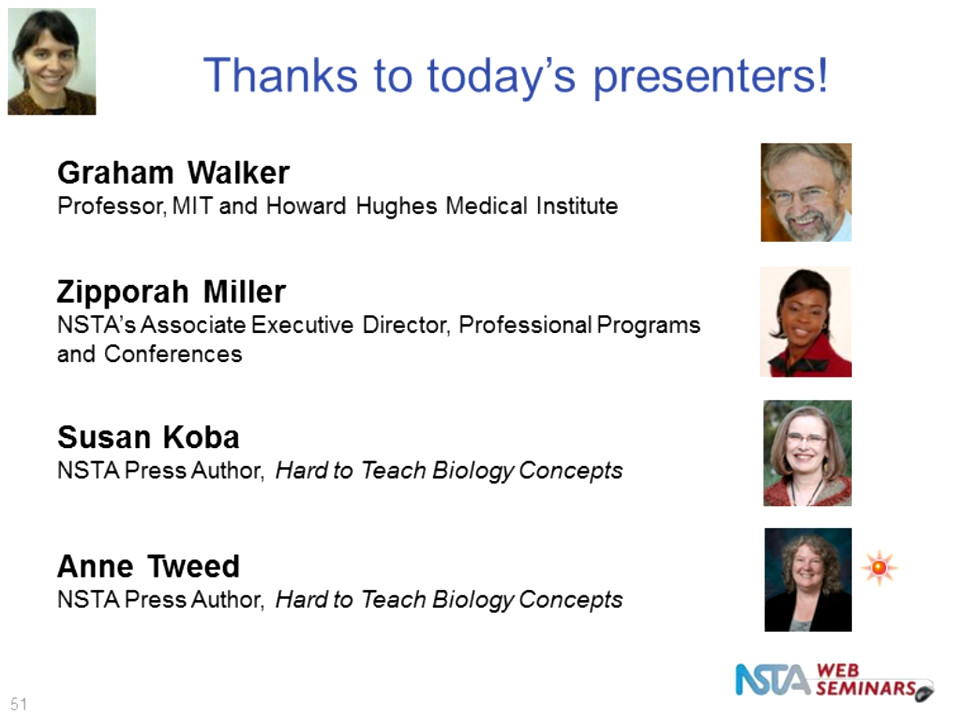 Thanks to today’s presenters!
Graham Walker
Professor, MIT and Howard Hughes Medical Institute
Zipporah Miller
NSTA’s Associate Executive Director, Professional Programs
and Conferences
Susan Koba
NSTA Press Author, Hard to Teach Biology Concepts
Anne Tweed
NSTA Press Author, Hard to Teach Biology Concepts
NSTA WEB
SEMINARS
51